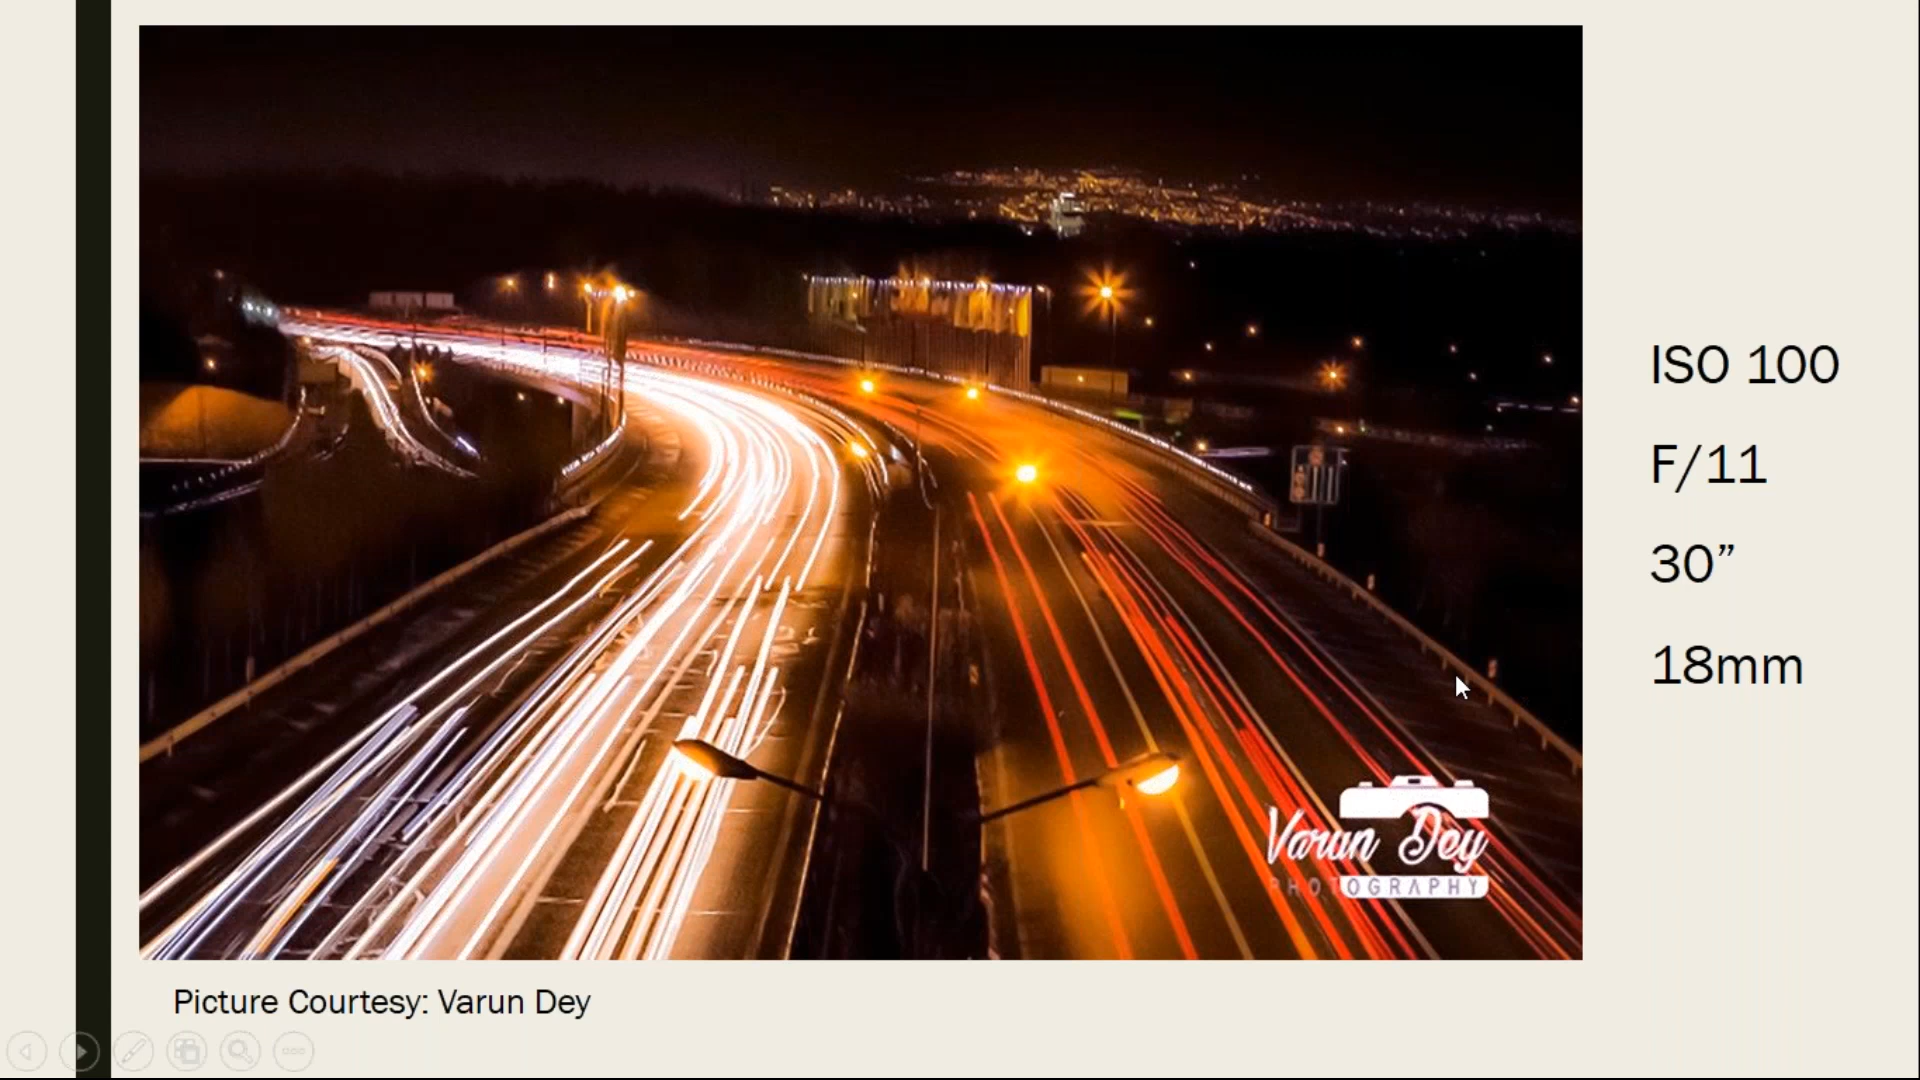 ISO 100
F/11
30”
18mm
Varun Dey
PHOTOGRAPHY
Picture Courtesy: Varun Dey